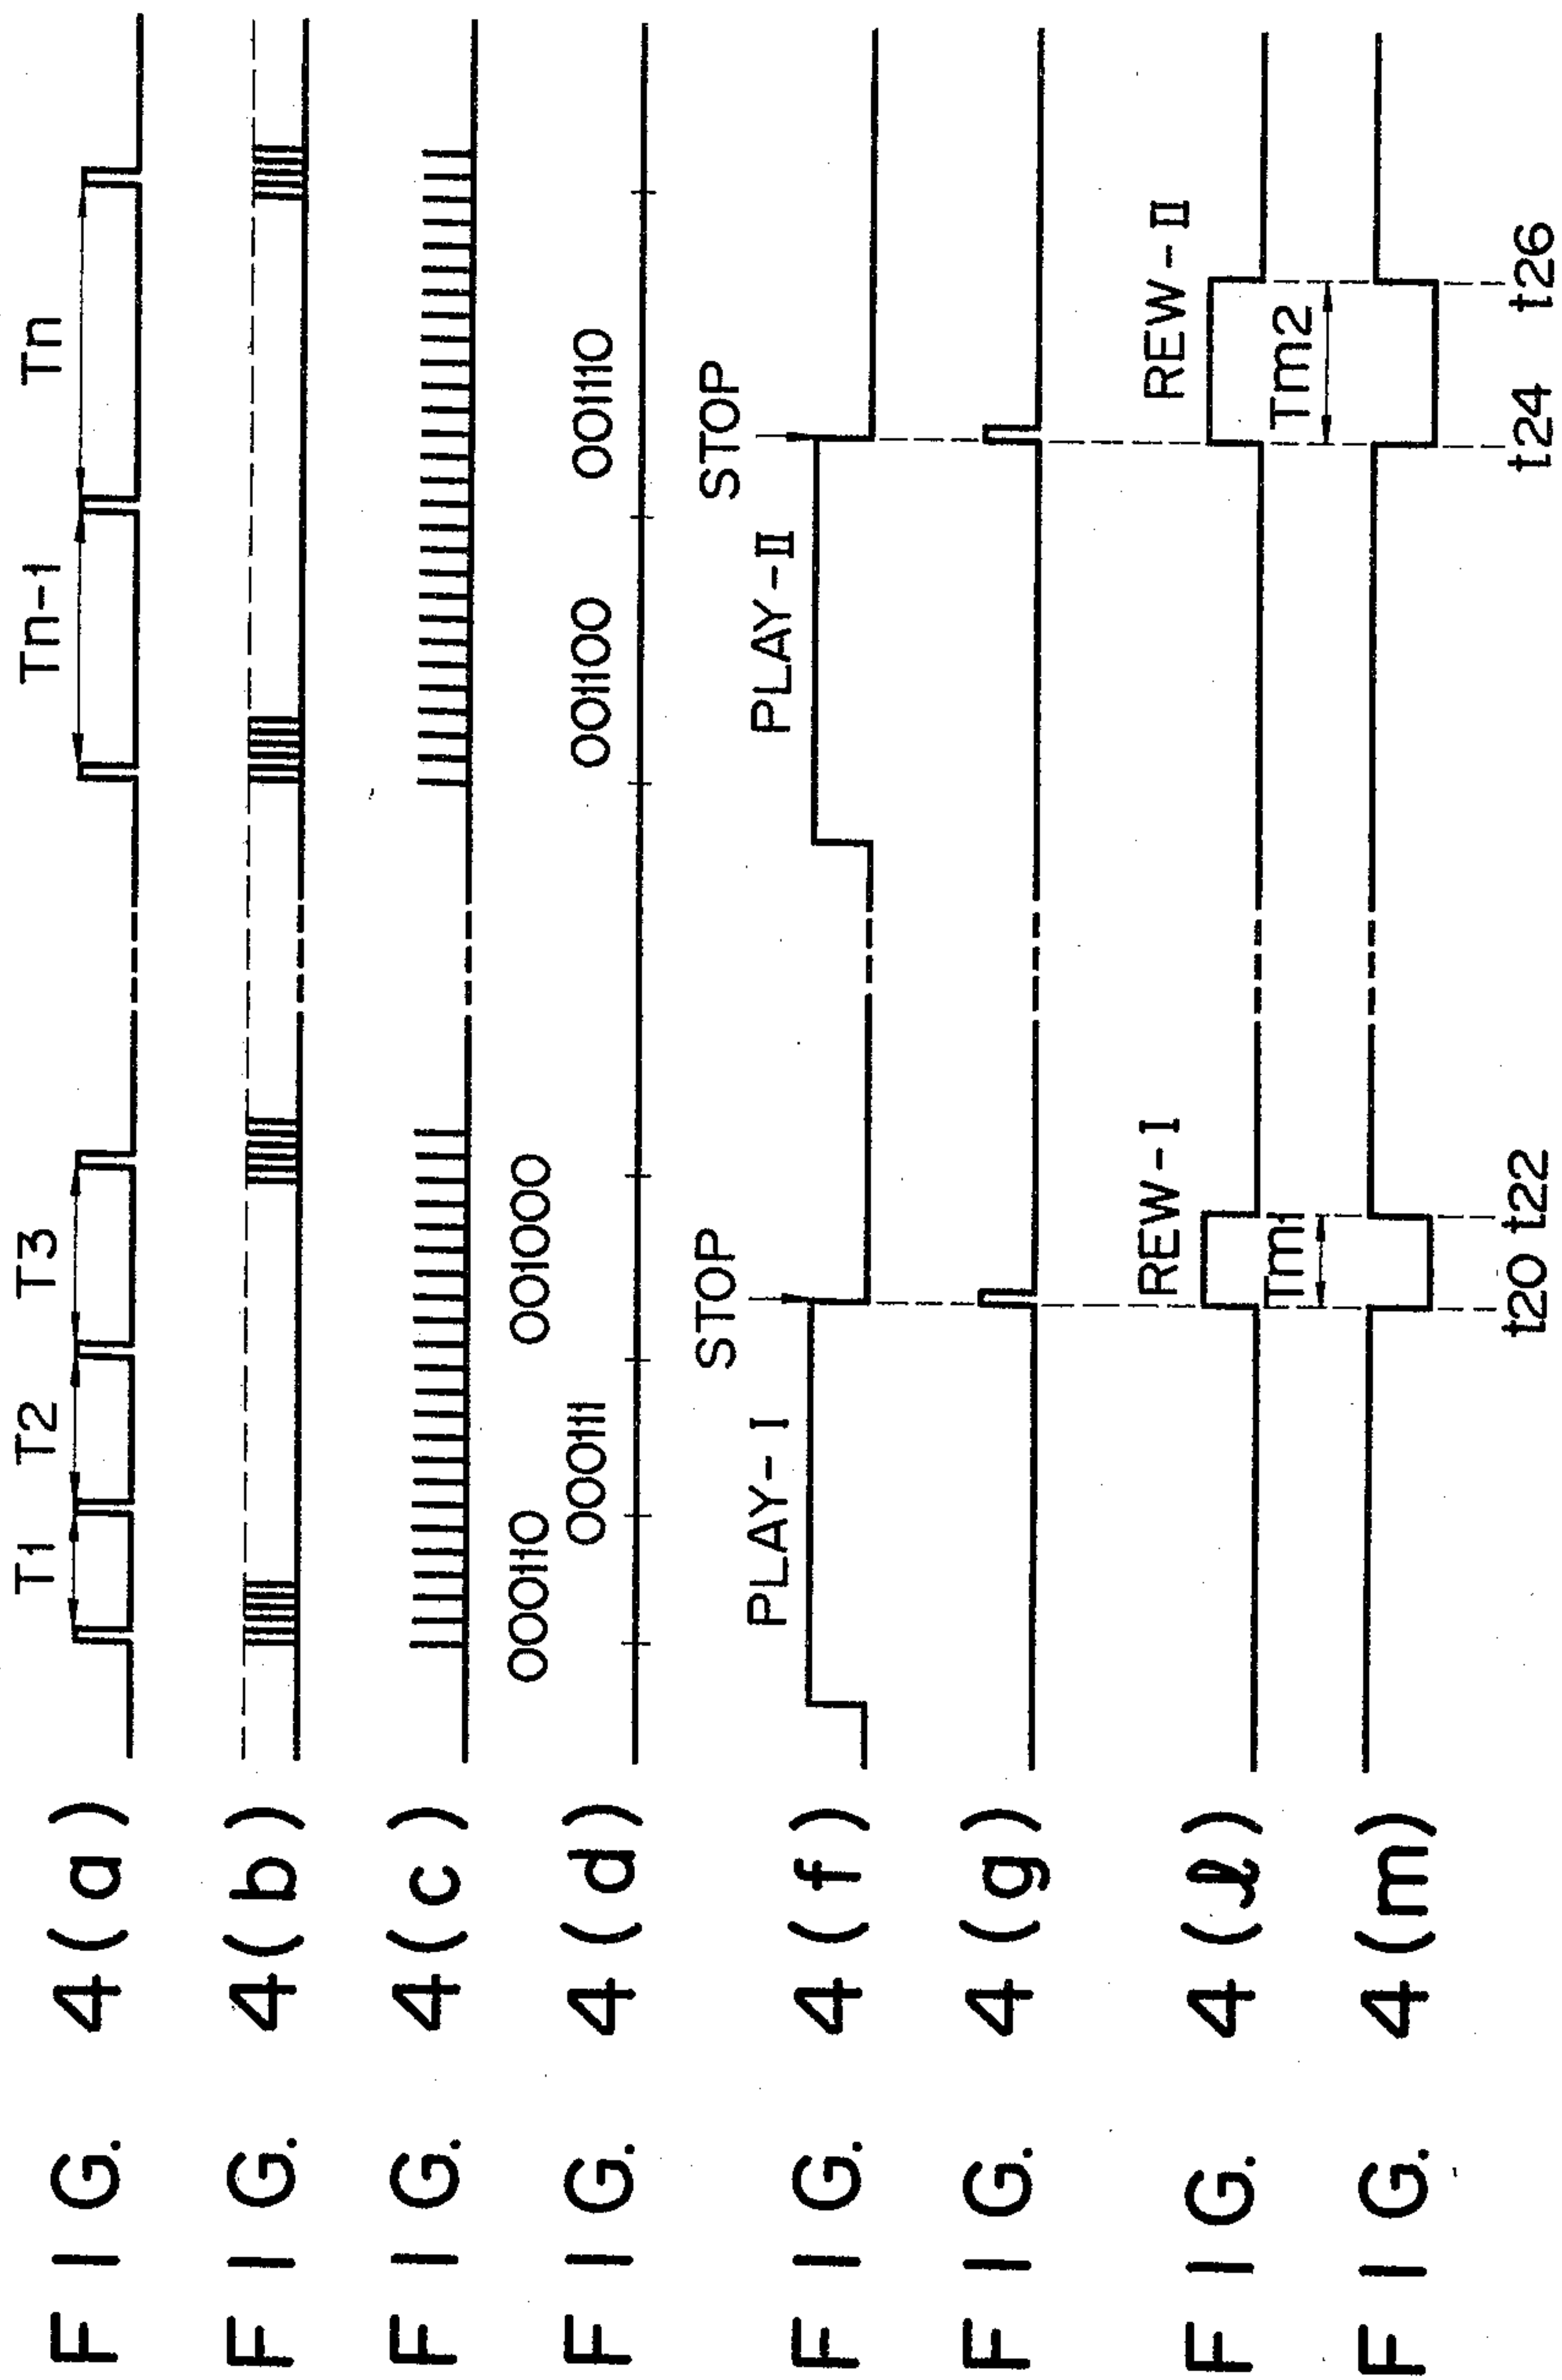 FIG. 4(a) T1 T2 T3 Tn-1 Tn
FIG. 4(b)
FIG. 4(c)
FIG. 4(d) 000110 000111 001000 001100 001110
FIG. 4(f) PLAY-I STOP PLAY-II STOP
FIG. 4(g)
FIG. 4(l) REW-I REW-II
Tm1 Tm2
FIG. 4(m)
t20 t22 t24 t26